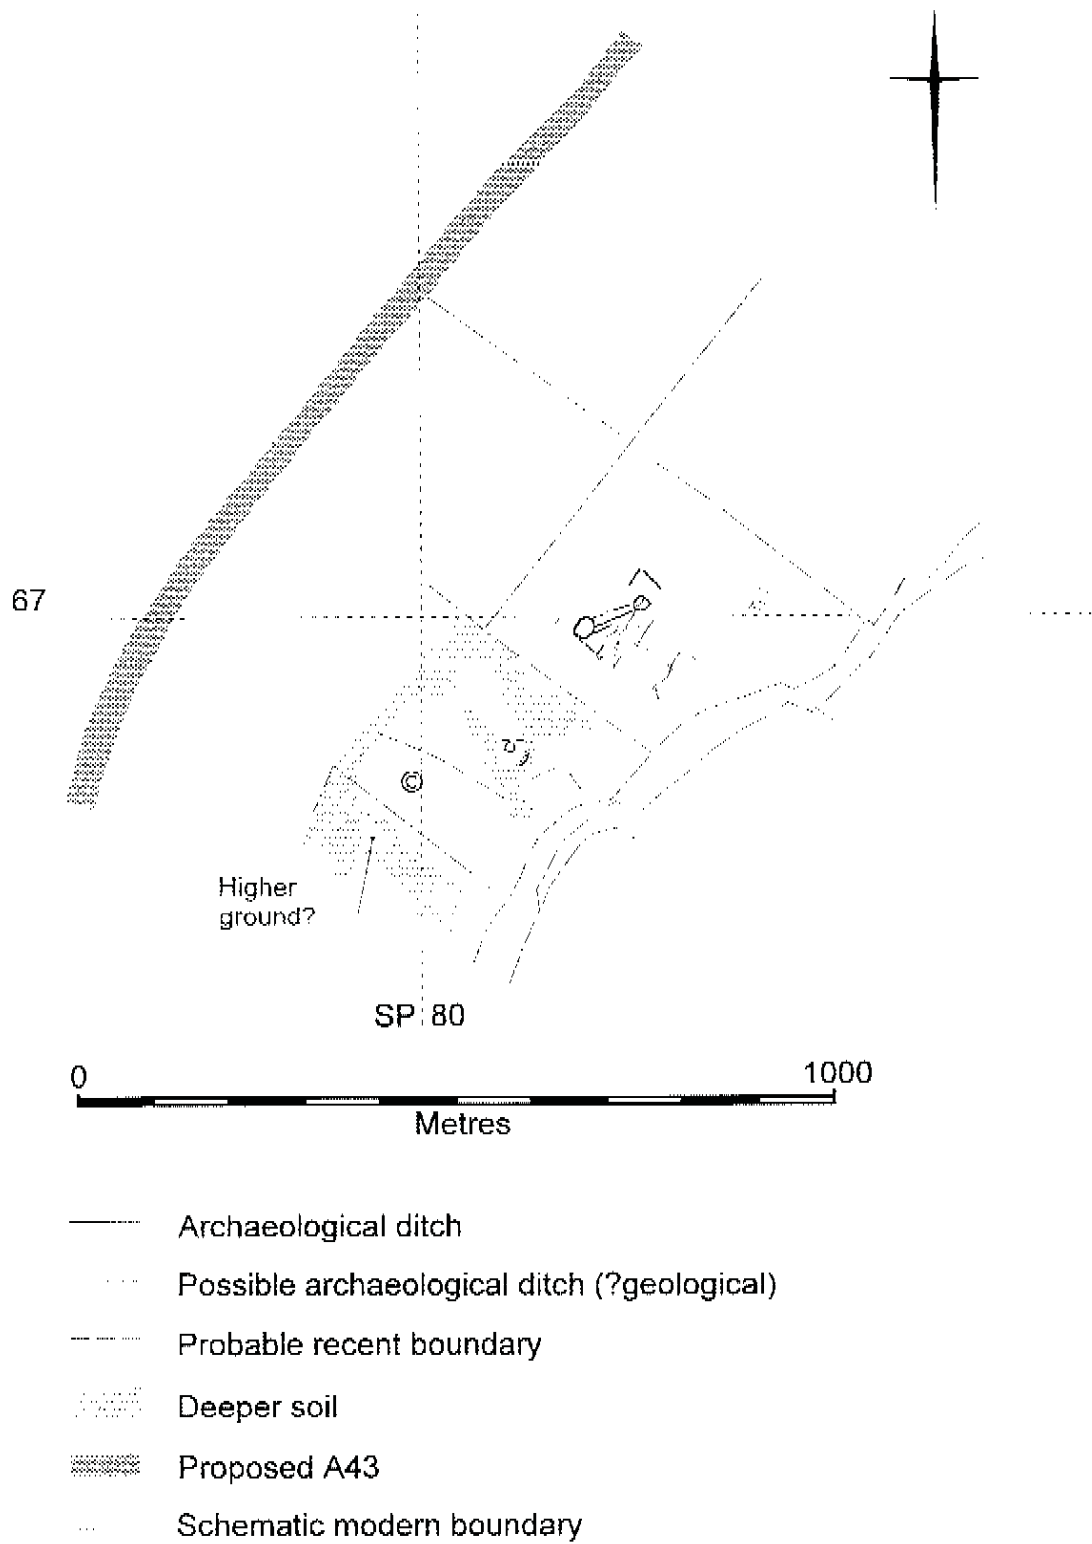 67
Higher
ground?
SP 80
0 1000
Metres
Archaeological ditch
Possible archaeological ditch (?geological)
Probable recent boundary
Deeper soil
Proposed A43
Schematic modern boundary